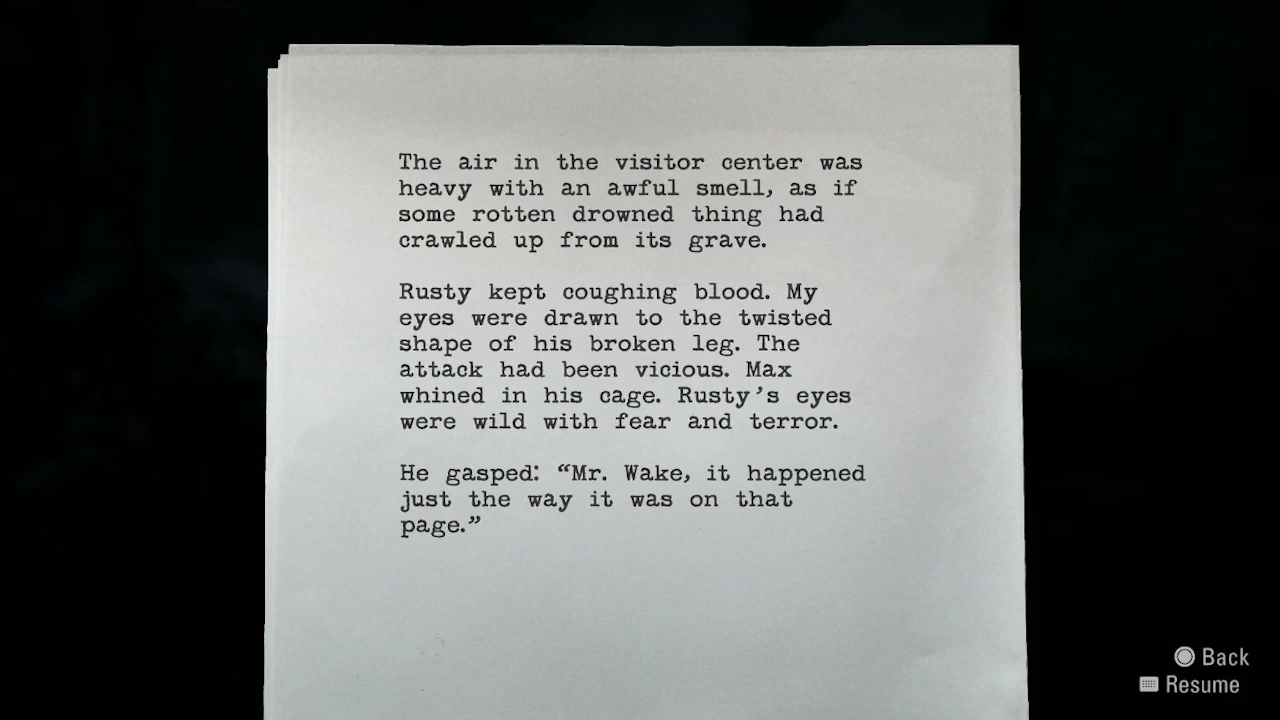 The air in the visitor center was
heavy with an awful smell, as if
some rotten drowned thing had
crawled up from its grave.
Rusty kept coughing blood. My
eyes were drawn to the twisted
shape of his broken leg. The
attack had been vicious. Max
whined in his cage. Rusty’s eyes
were wild with fear and terror.
He gasped: “Mr. Wake, it happened
just the way it was on that
page.”
Back
Resume